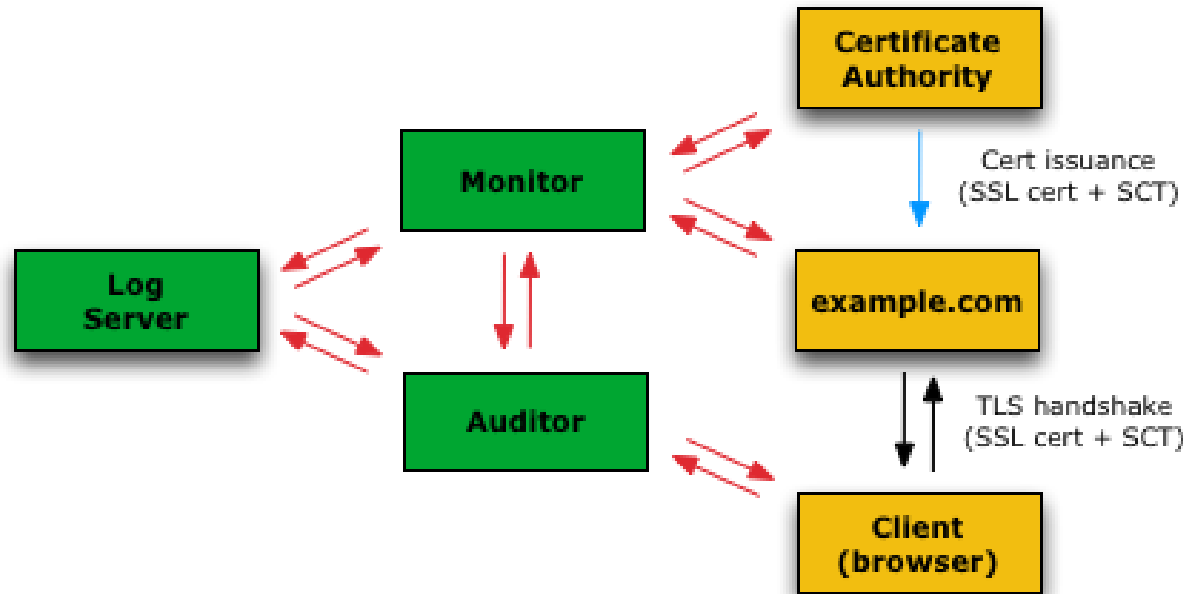 Certificate
Authority
Monitor
Cert issuance
(SSL cert + SCT)
Log
Server
example.com
Auditor
TLS handshake
(SSL cert + SCT)
Client
(browser)